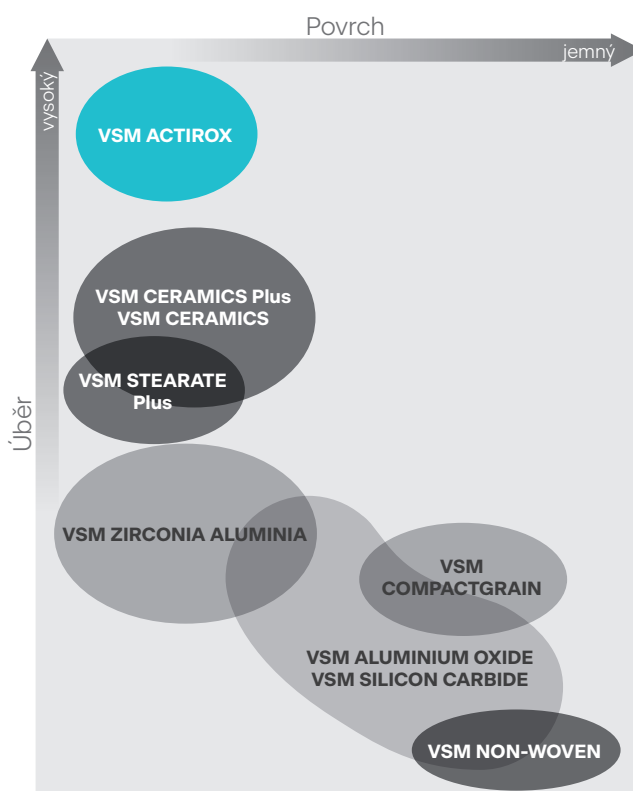 Povrch
jemný
vysoký
VSM ACTIROX
VSM CERAMICS Plus
VSM CERAMICS
VSM STEARATE
Plus
Úběr
VSM ZIRCONIA ALUMINIA
VSM
COMPACTGRAIN
VSM ALUMINIUM OXIDE
VSM SILICON CARBIDE
VSM NON-WOVEN